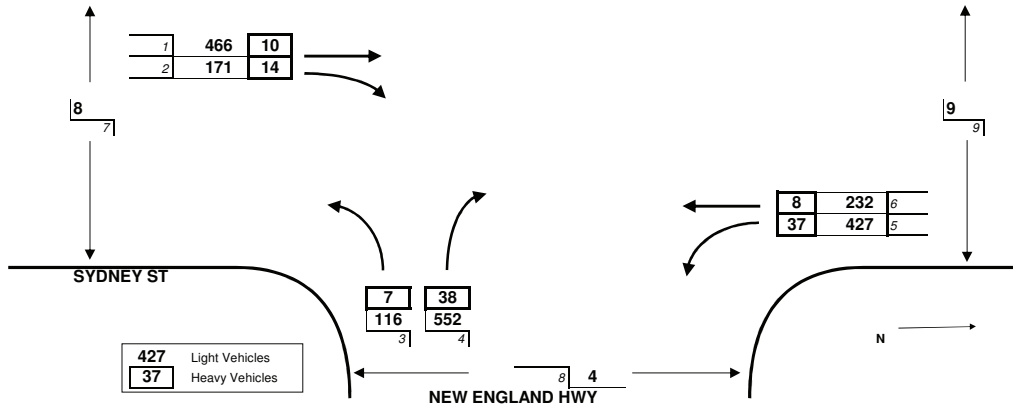 1 466 10
2 171 14
8
7
9
9
8 232 6
37 427 5
SYDNEY ST
7 38
116 552
3 4
N
427 Light Vehicles
37 Heavy Vehicles
8 4
NEW ENGLAND HWY